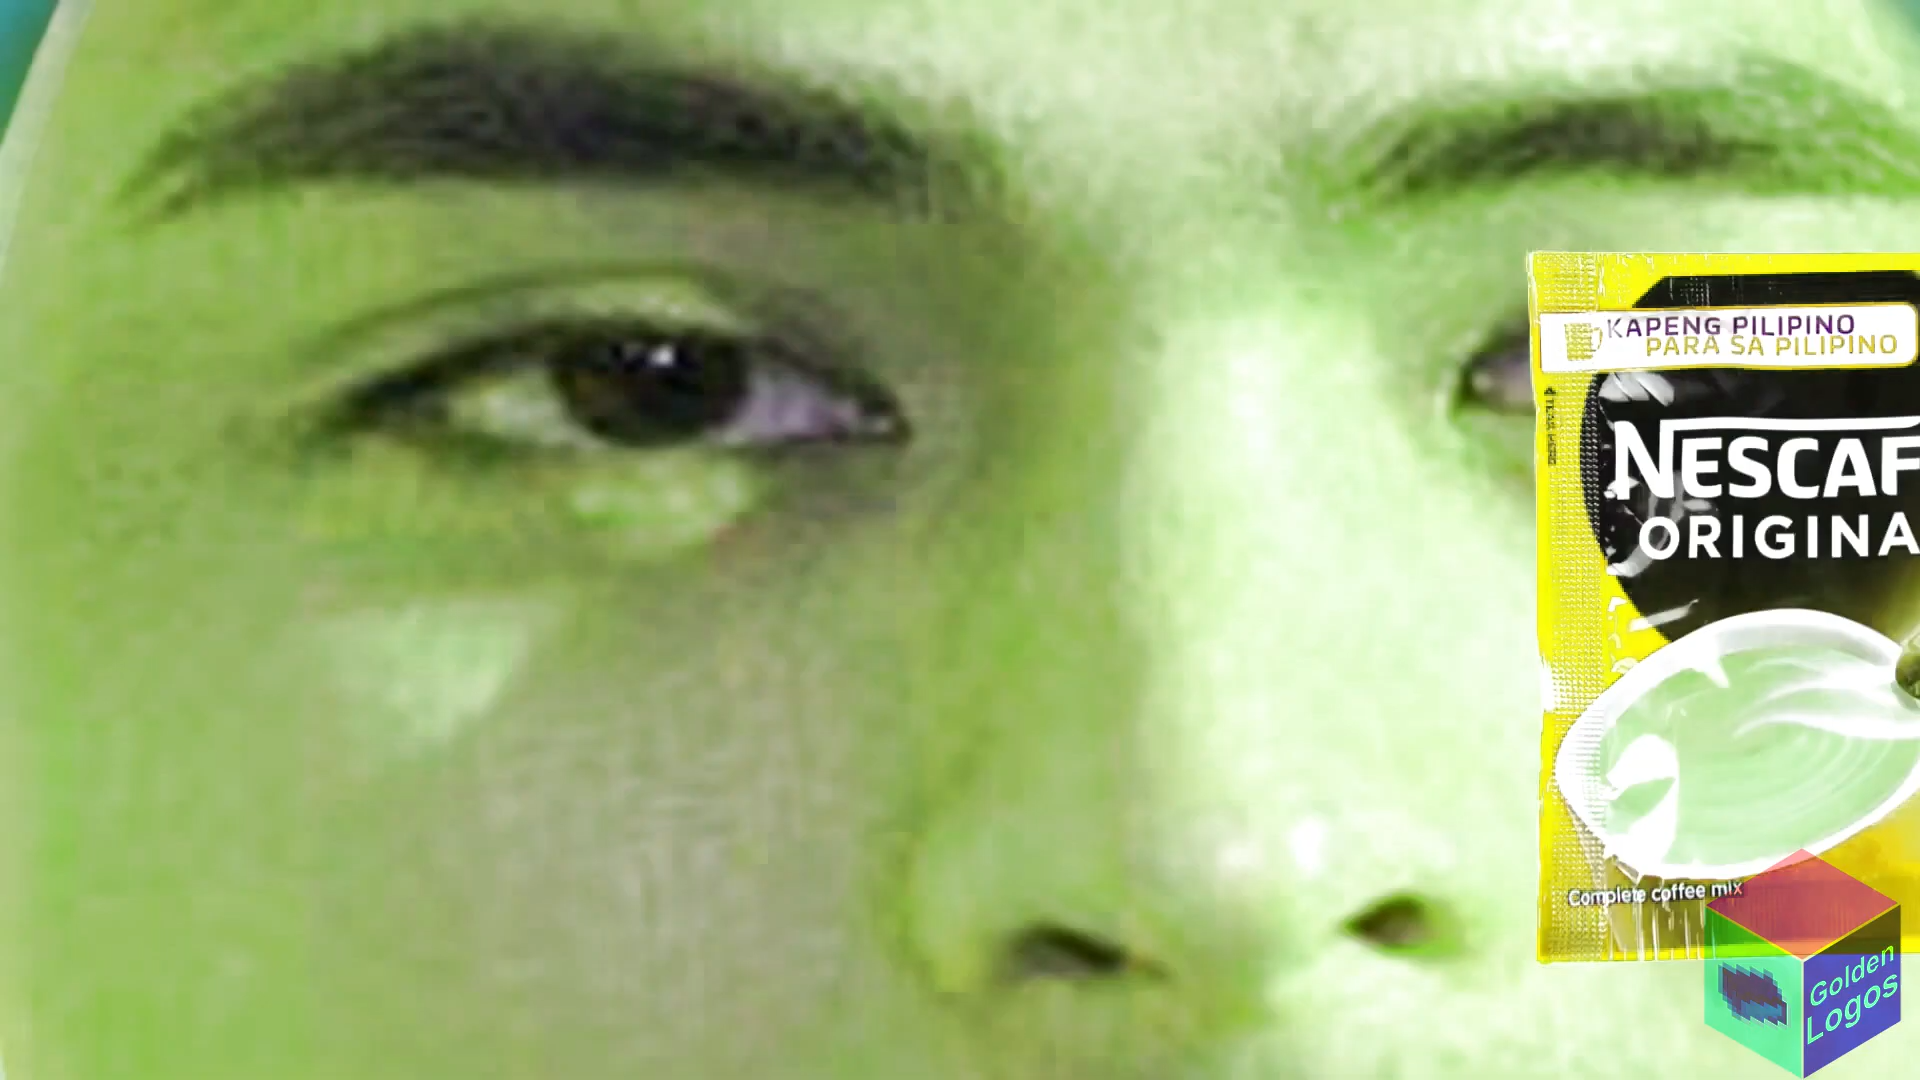 KAPENG PILIPINO
PARA SA PILIPINO
NESCAF
ORIGINA
Complete coffee mix
Golden
Logos